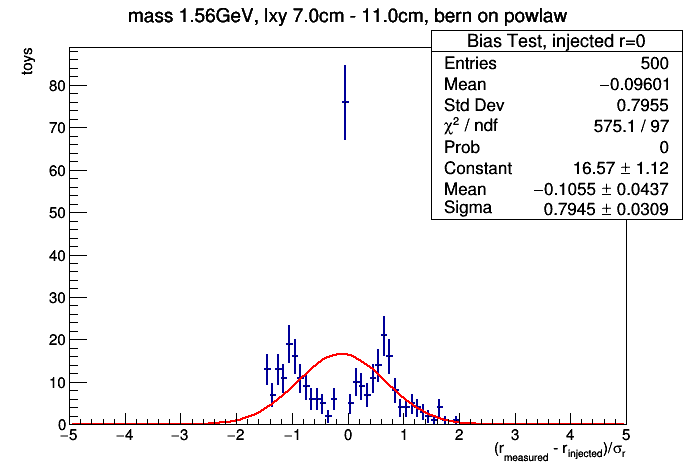 mass 1.56GeV, lxy 7.0cm - 11.0cm, bern on powlaw
toys
Bias Test, injected r=0
Entries 500
Mean −0.09601
Std Dev 0.7955
χ² / ndf 575.1 / 97
Prob 0
Constant 16.57 ± 1.12
Mean −0.1055 ± 0.0437
Sigma 0.7945 ± 0.0309
80
70
60
50
40
30
20
10
0
−5 −4 −3 −2 −1 0 1 2 3 4 5
(r_measured - r_injected)/σ_r